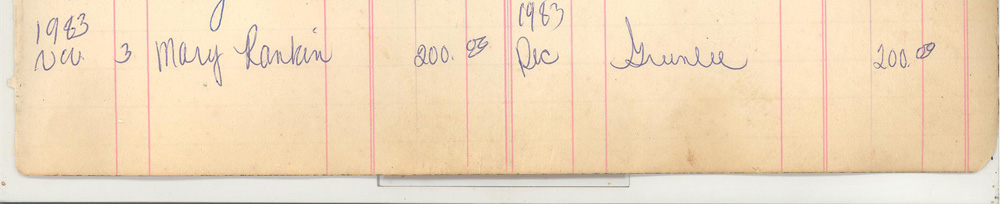 1983
Nov. 3 Mary Rankin 200.00
1983
Dec Grunlee 200.00